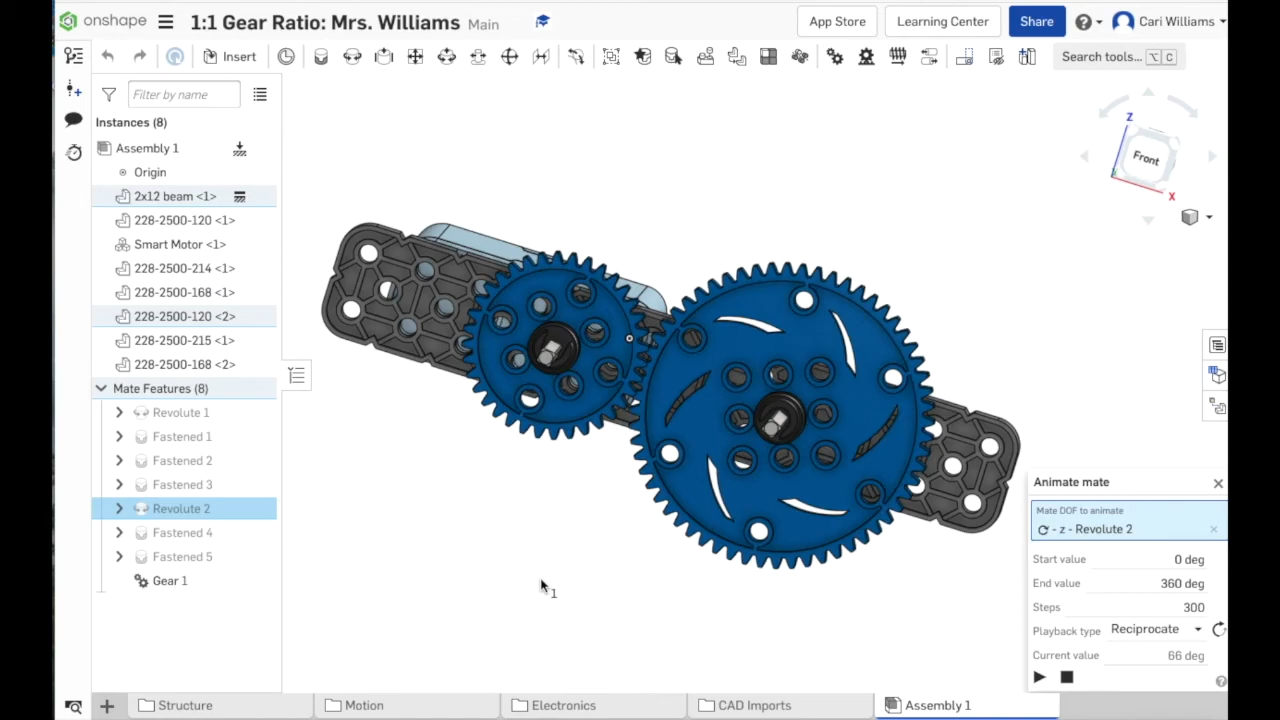 onshape
1:1 Gear Ratio: Mrs. Williams Main
App Store
Learning Center
Share
Cari Williams
Insert
Search tools... ⌥ C
Filter by name
Instances (8)
Assembly 1
Origin
2x12 beam <1>
228-2500-120 <1>
Smart Motor <1>
228-2500-214 <1>
228-2500-168 <1>
228-2500-120 <2>
228-2500-215 <1>
228-2500-168 <2>
Mate Features (8)
Revolute 1
Fastened 1
Fastened 2
Fastened 3
Revolute 2
Fastened 4
Fastened 5
Gear 1
Z
Front
X
1
Animate mate
Mate DOF to animate
- z - Revolute 2
Start value 0 deg
End value 360 deg
Steps 300
Playback type Reciprocate
Current value 66 deg
Structure
Motion
Electronics
CAD Imports
Assembly 1